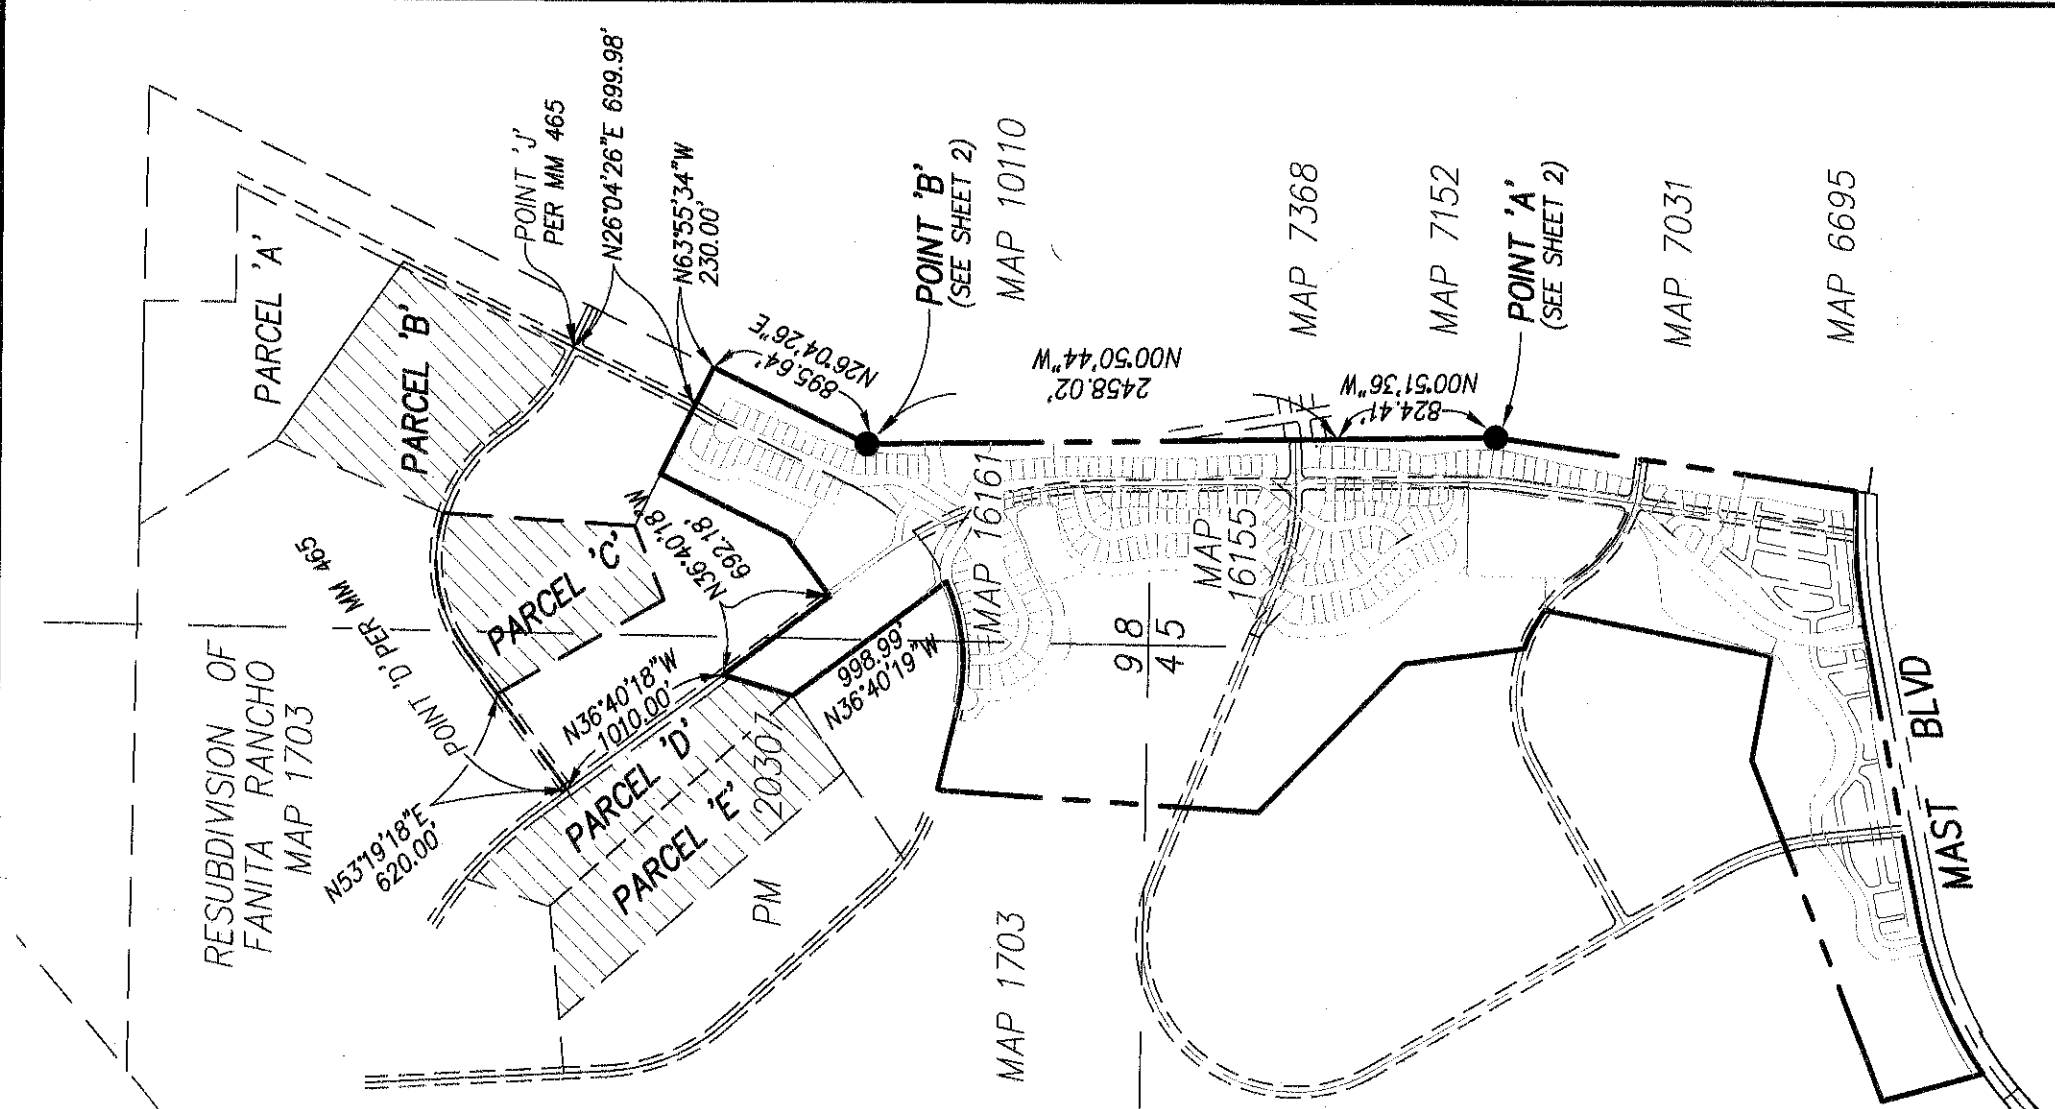 POINT 'J'
PER MM 465
N26°04'26"E 699.98'
N63°55'34"W
230.00'
PARCEL 'A'
PARCEL 'B'
POINT 'B'
(SEE SHEET 2)
MAP 10110
MAP 7368
MAP 7152
POINT 'A'
(SEE SHEET 2)
MAP 7031
MAP 6695
N26°04'26"E
895.64'
N00°50'44"W
2458.02'
N00°51'36"W
824.41'
RESUBDIVISION OF
FANITA RANCHO
MAP 1703
POINT 'D' PER MM 465
PARCEL 'C'
N36°40'18"W
692.18'
MAP 16161
MAP
16155
9 8
4 5
N53°19'18"E
620.00'
N36°40'18"W
1010.00'
998.99'
N36°40'19"W
PARCEL 'D'
PARCEL 'E'
PM 20307
MAP 1703
MAST BLVD